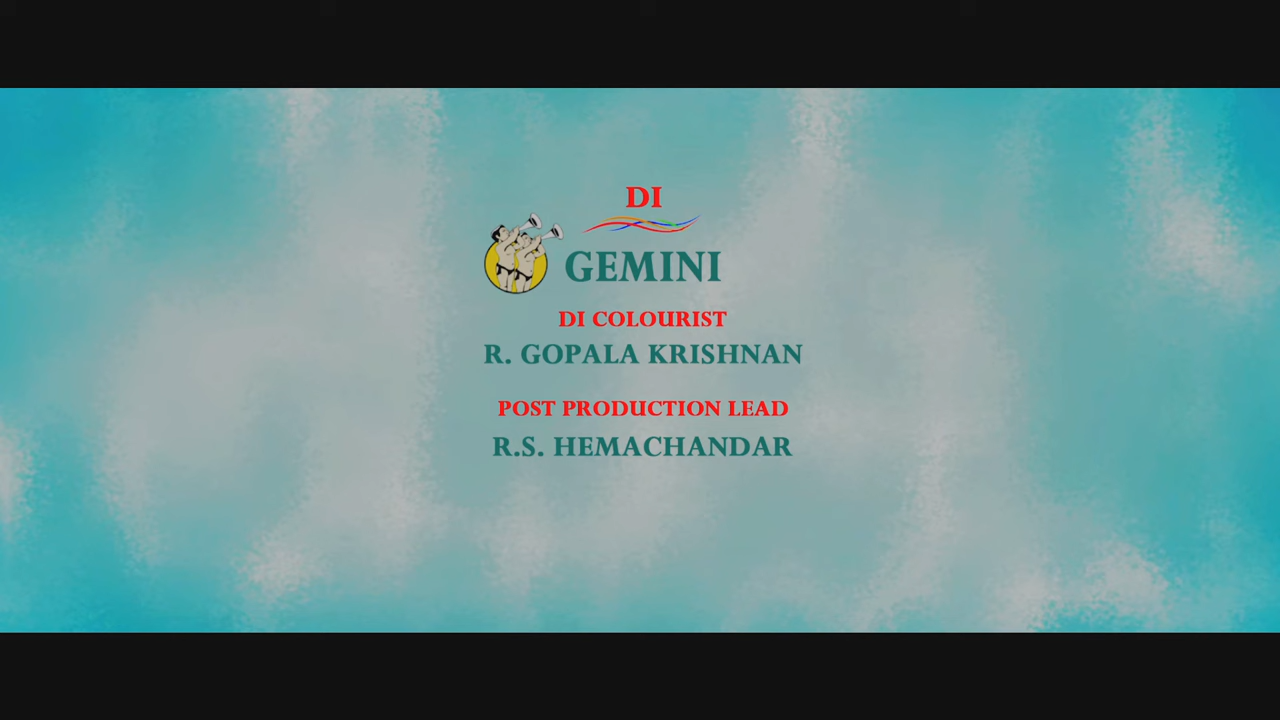 DI
GEMINI
DI COLOURIST
R. GOPALA KRISHNAN
POST PRODUCTION LEAD
R.S. HEMACHANDAR